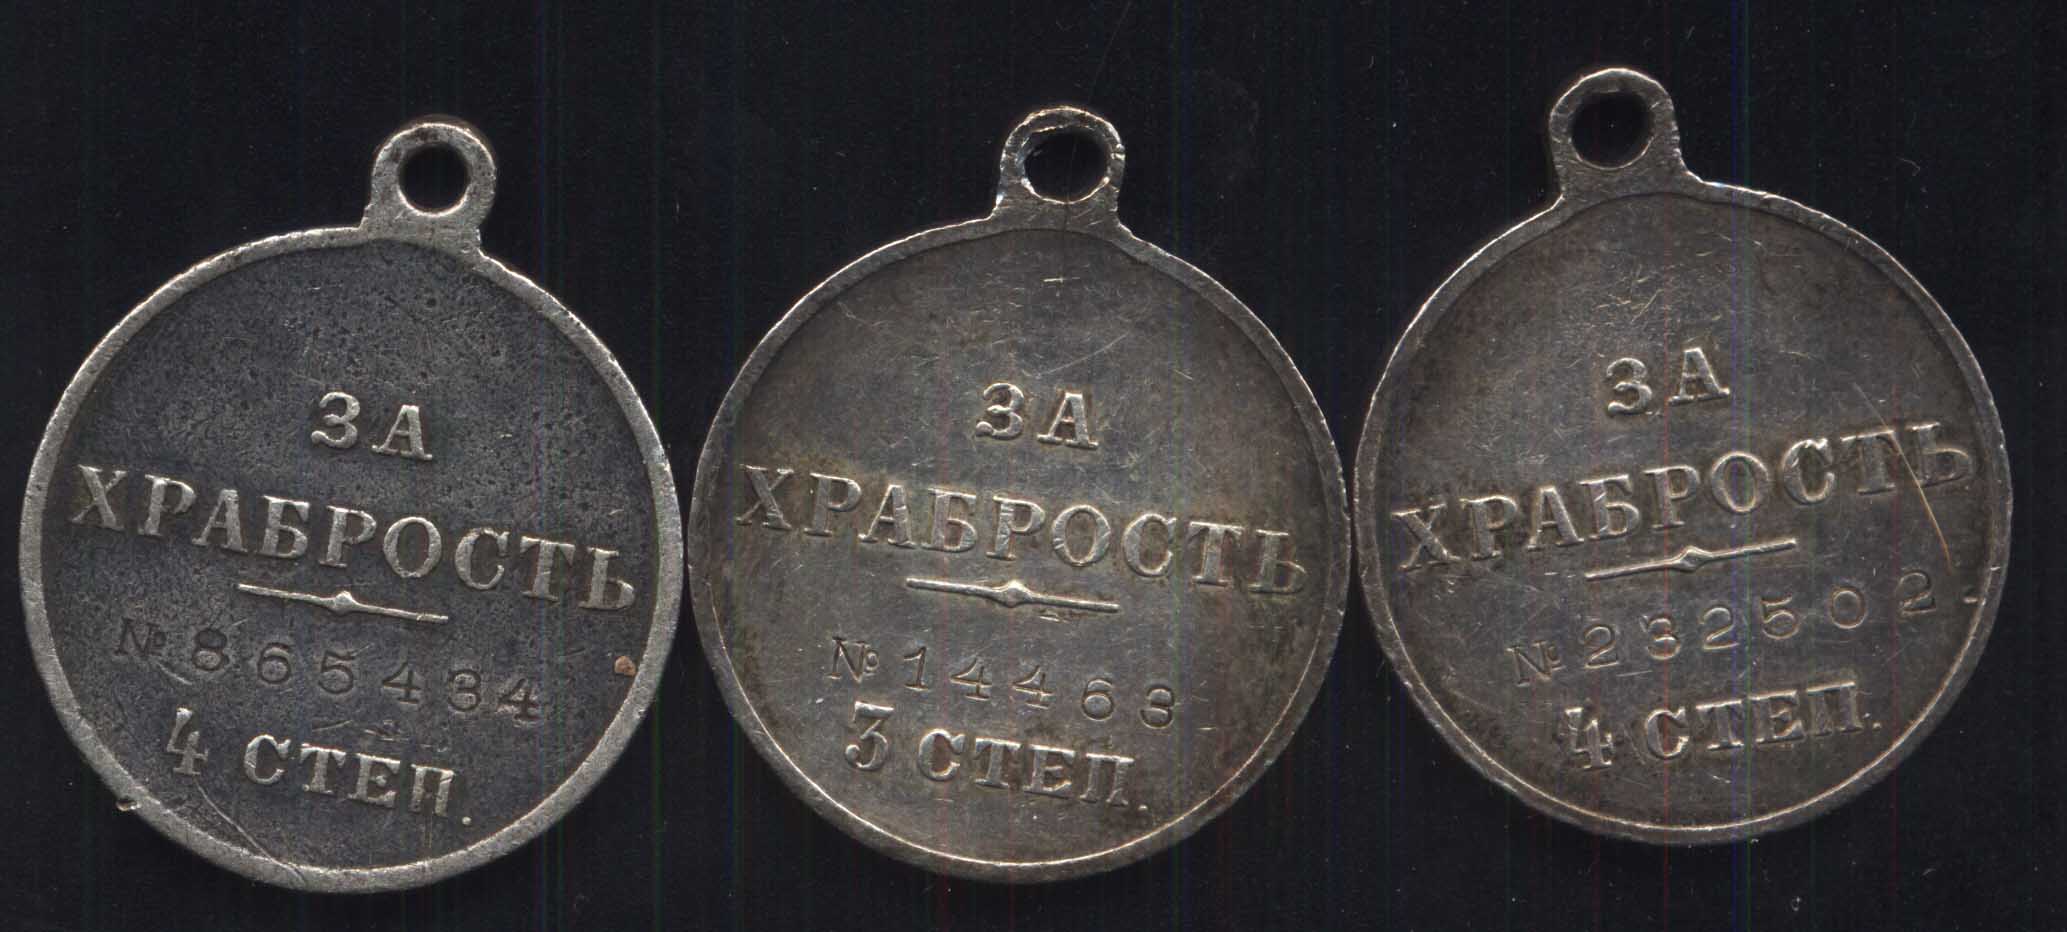 ЗА
ХРАБРОСТЬ
№ 865434
4 СТЕП.
ЗА
ХРАБРОСТЬ
№ 14463
3 СТЕП.
ЗА
ХРАБРОСТЬ
№ 232502
4 СТЕП.